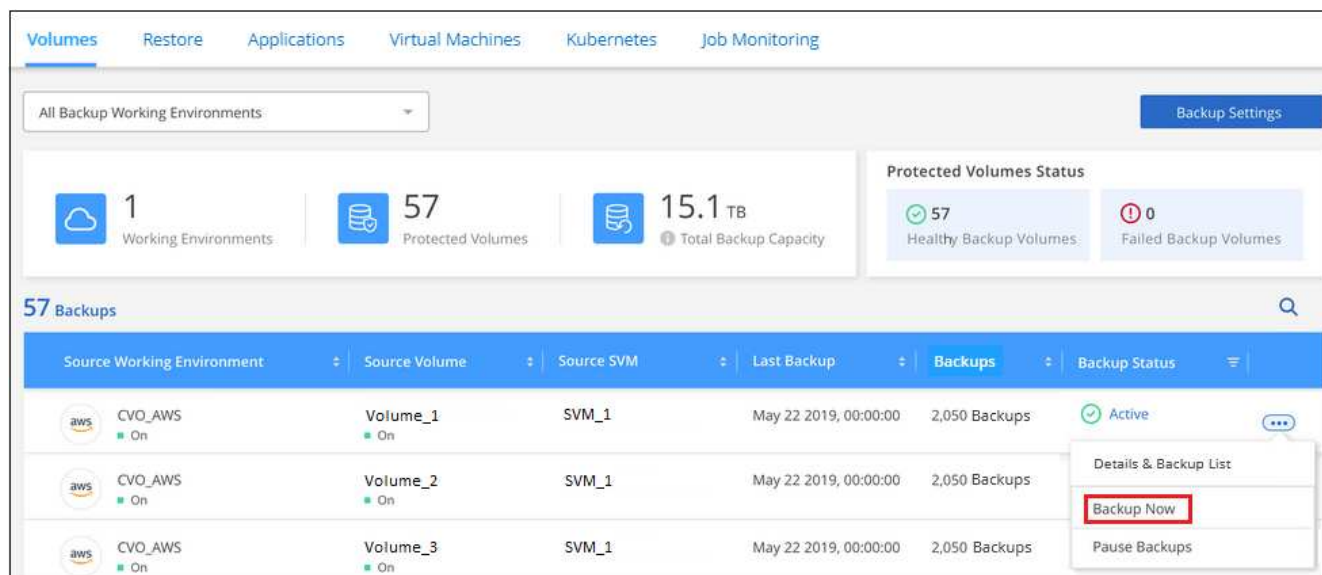 Volumes Restore Applications Virtual Machines Kubernetes Job Monitoring
All Backup Working Environments
Backup Settings
1
Working Environments
57
Protected Volumes
15.1 TB
Total Backup Capacity
Protected Volumes Status
57
Healthy Backup Volumes
0
Failed Backup Volumes
57 Backups
Source Working Environment Source Volume Source SVM Last Backup Backups Backup Status
aws CVO_AWS Volume_1 SVM_1 May 22 2019, 00:00:00 2,050 Backups Active
On On
Details & Backup List
aws CVO_AWS Volume_2 SVM_1 May 22 2019, 00:00:00 2,050 Backups
On On
Backup Now
aws CVO_AWS Volume_3 SVM_1 May 22 2019, 00:00:00 2,050 Backups
On On
Pause Backups